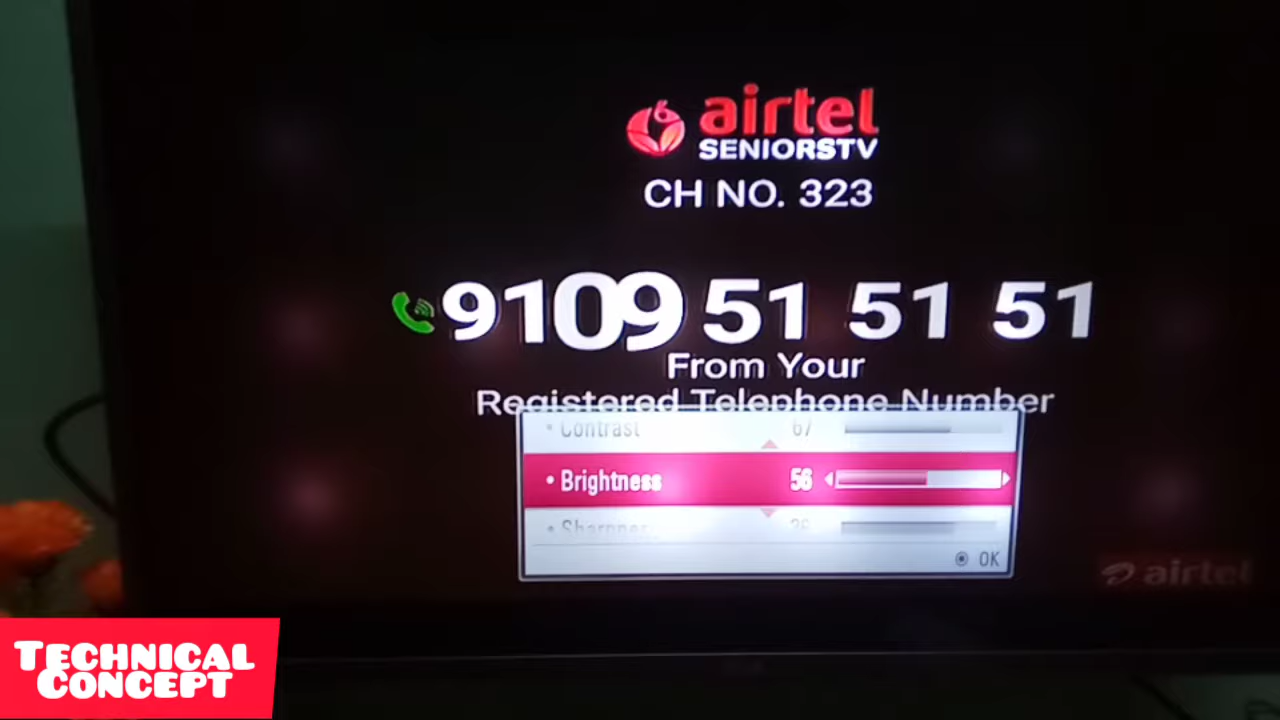 airtel
SENIORSTV
CH NO. 323
9109 51 51 51
From Your
Registered Telephone Number
• Contrast 67
• Brightness 56
• Sharpness
OK
airtel
TECHNICAL
CONCEPT